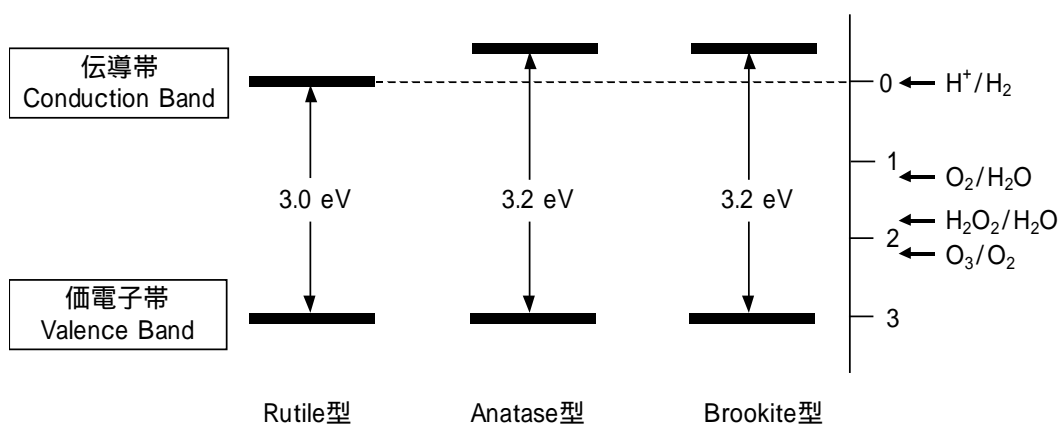 伝導帯
Conduction Band
価電子帯
Valence Band
3.0 eV
3.2 eV
3.2 eV
0
1
2
3
H⁺/H₂
O₂/H₂O
H₂O₂/H₂O
O₃/O₂
Rutile型
Anatase型
Brookite型